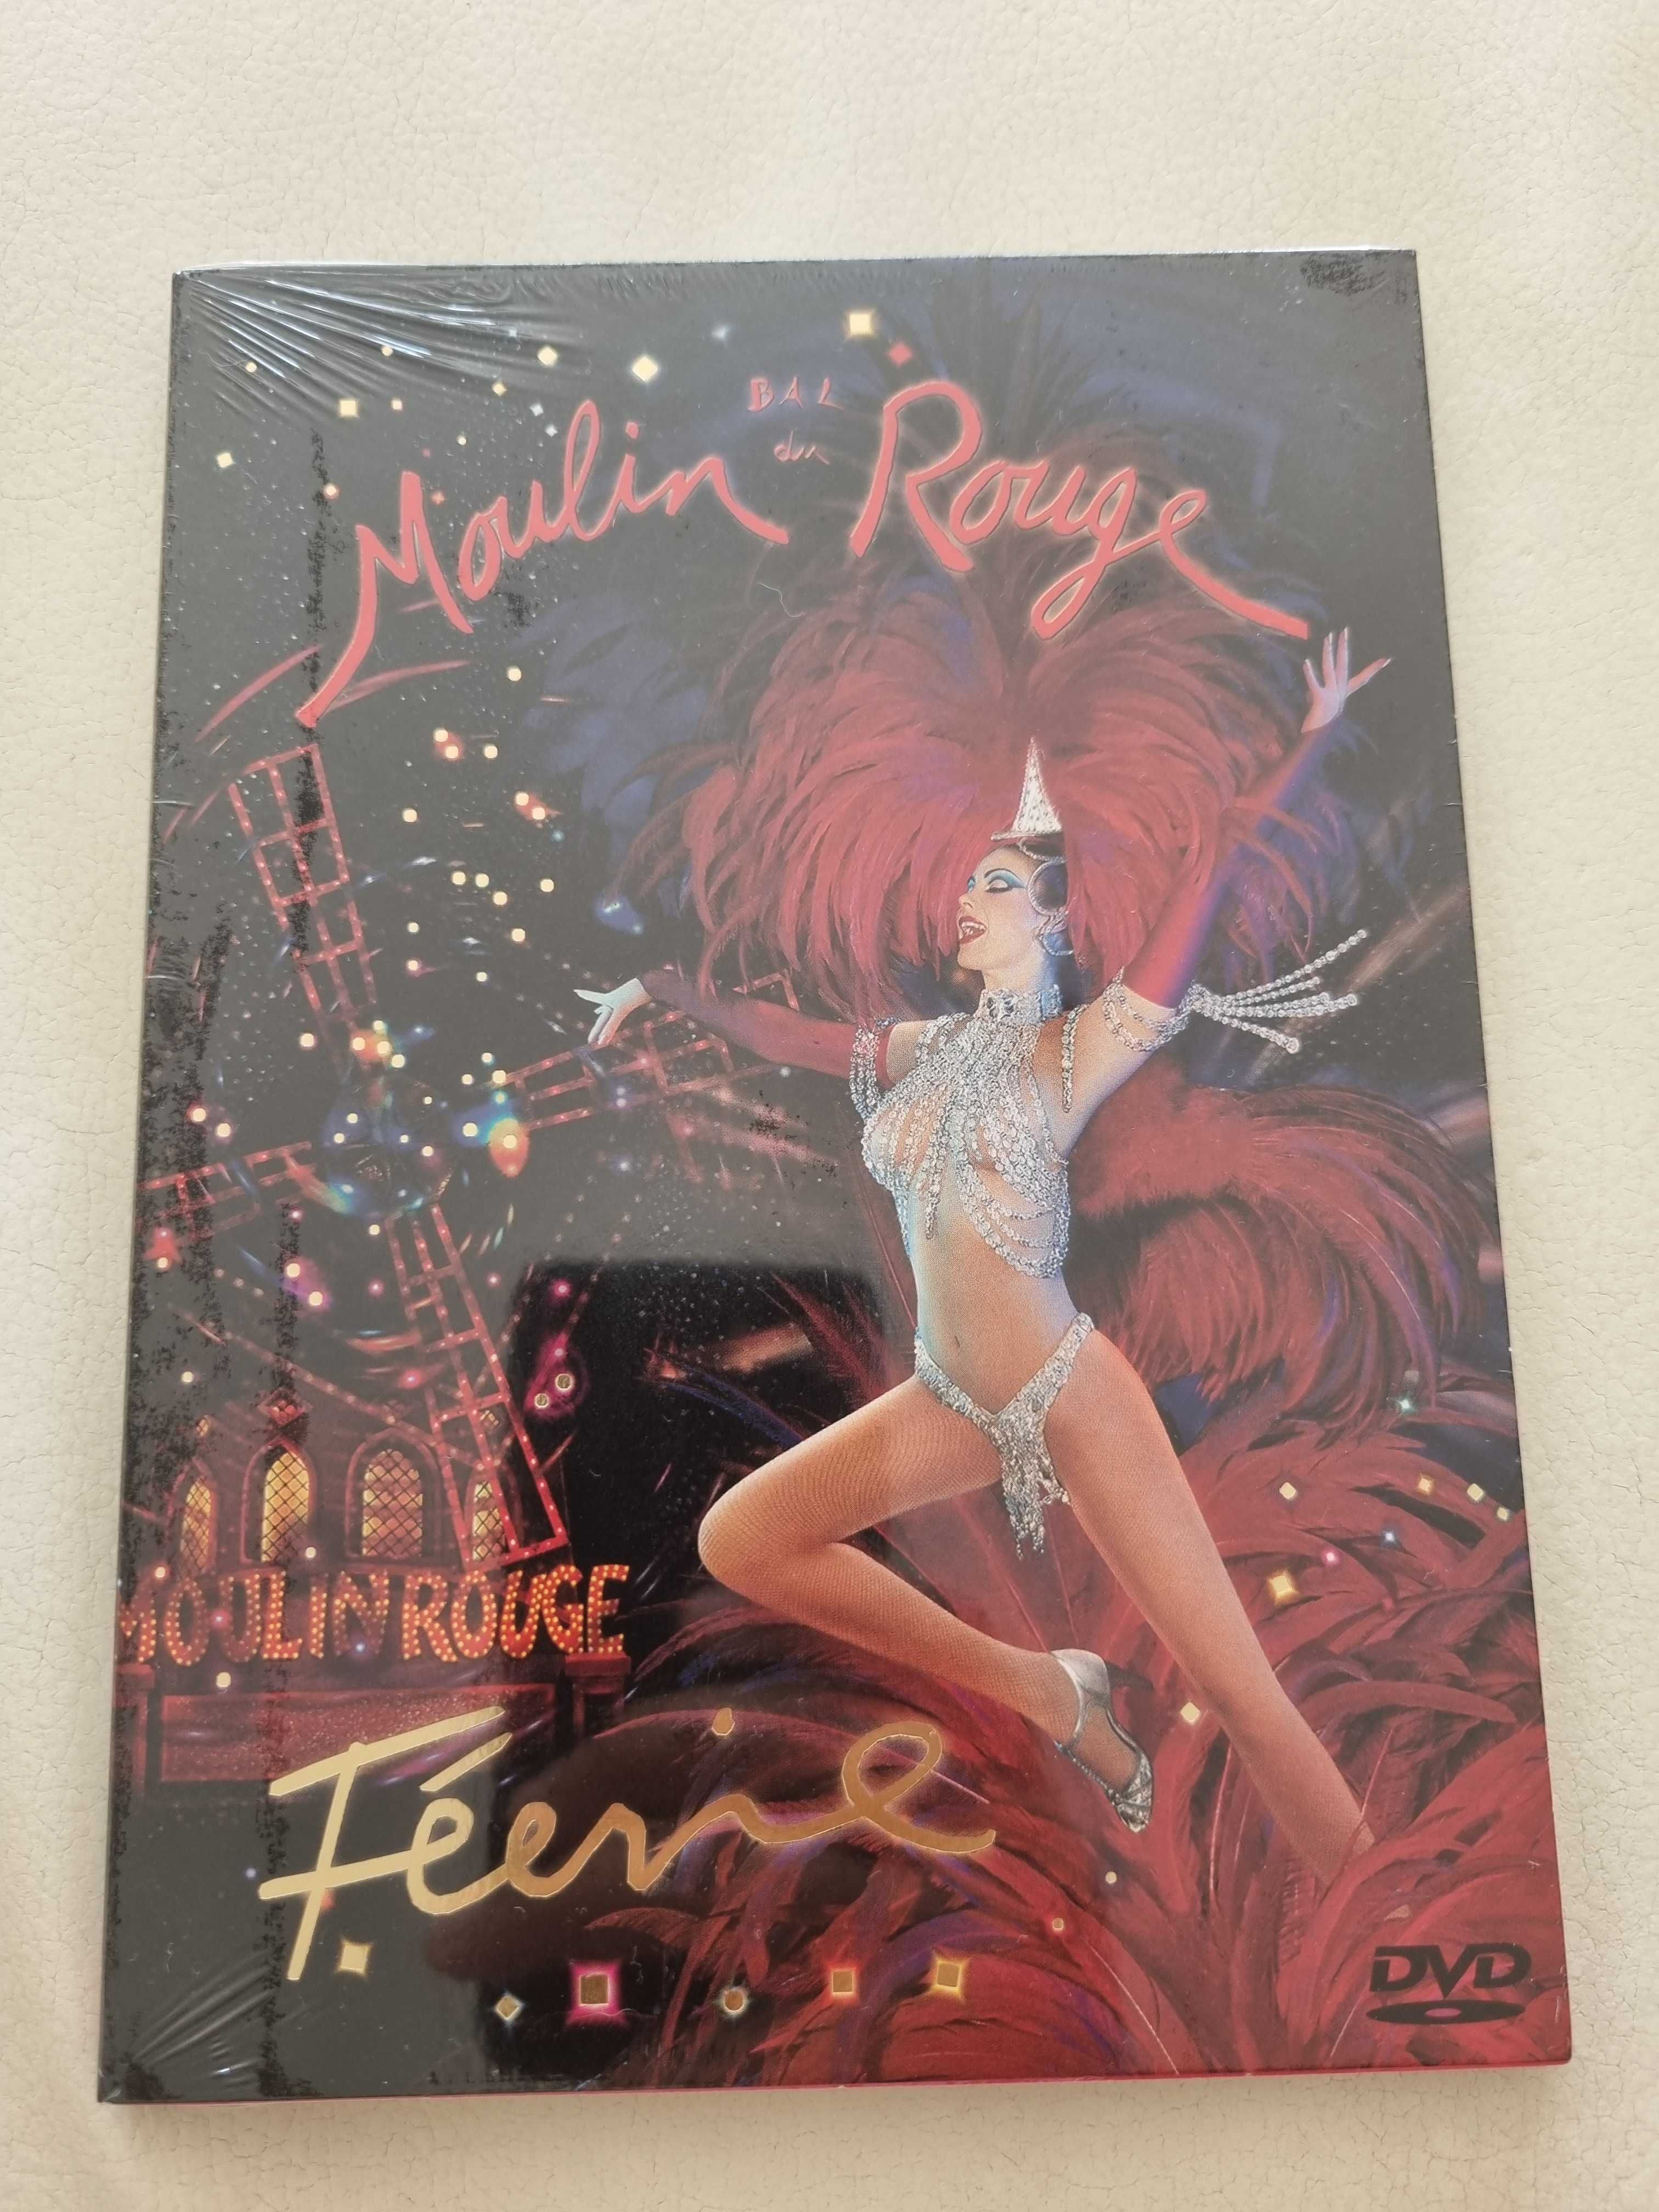 BAL
du
Moulin Rouge
MOULIN ROUGE
Féerie
DVD